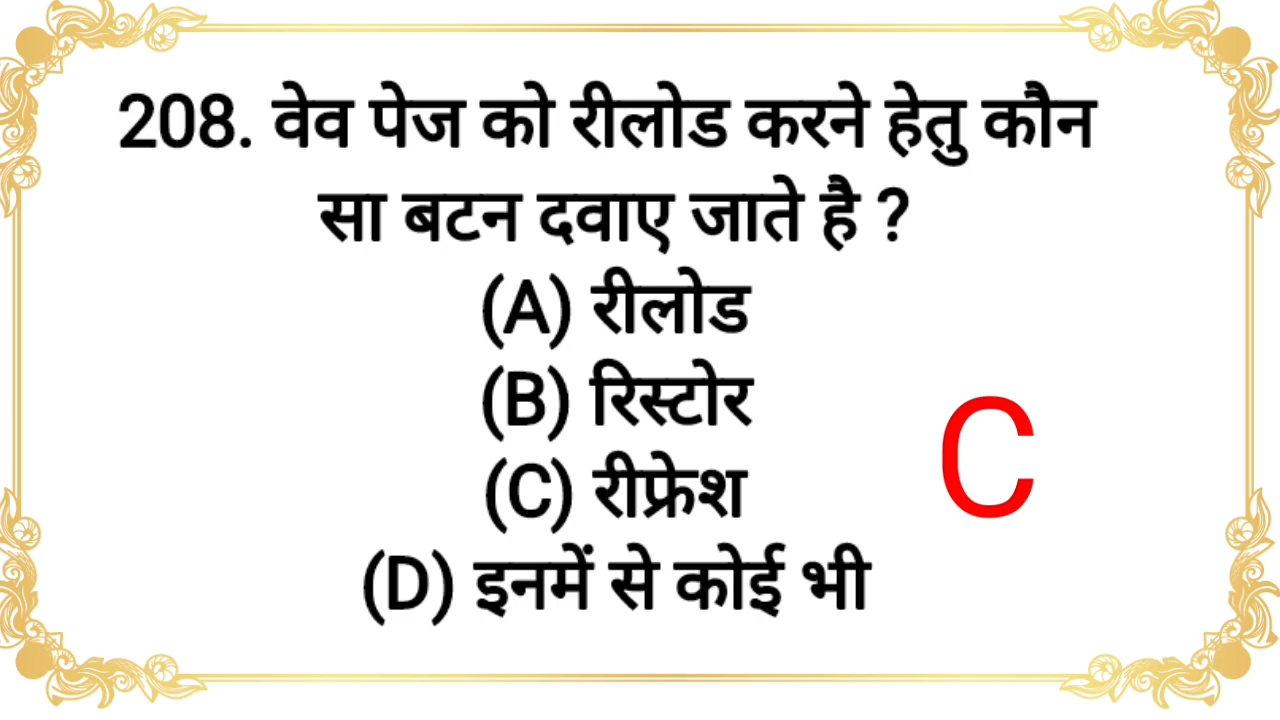 208. वेव पेज को रीलोड करने हेतु कौन
सा बटन दवाए जाते है ?
(A) रीलोड
(B) रिस्टोर
(C) रीफ्रेश
C
(D) इनमें से कोई भी